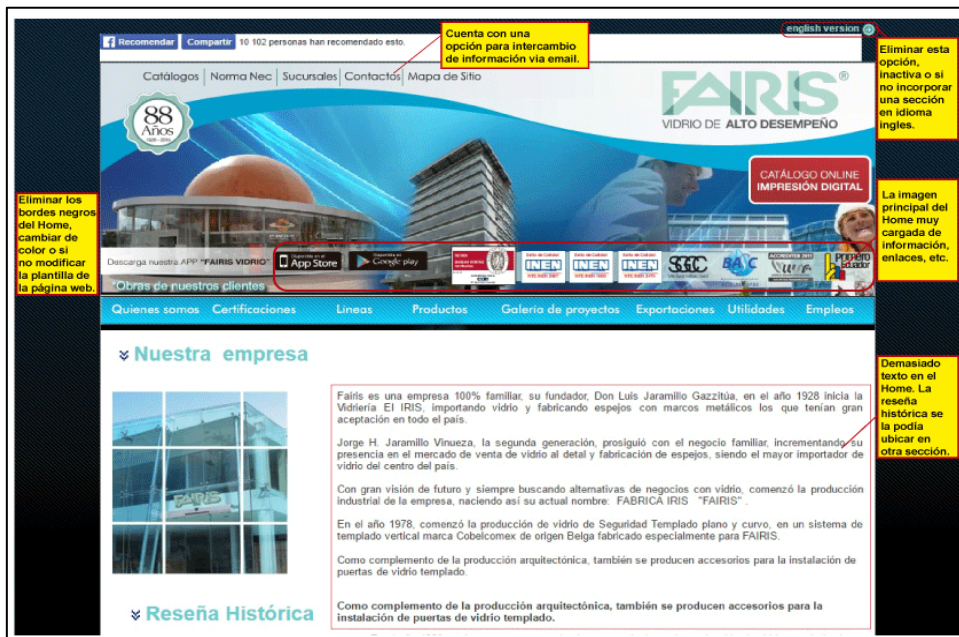 Recomendar Compartir 10 102 personas han recomendado esto.
Cuenta con una
opción para intercambio
de información via email.
english version
Eliminar esta
opción,
inactiva o si
no incorporar
una sección
en idioma
ingles.
Catálogos Norma Nec Sucursales Contactos Mapa de Sitio
88
Años
FAIRIS®
VIDRIO DE ALTO DESEMPEÑO
CATÁLOGO ONLINE
IMPRESIÓN DIGITAL
Eliminar los
bordes negros
del Home,
cambiar de
color o si
no modificar
la plantilla de
la página web.
La imagen
principal del
Home muy
cargada de
información,
enlaces, etc.
Descarga nuestra APP "FAIRIS VIDRIO"
App Store
Google play
INEN
INEN
INEN
SGC
BASC
Primero
Ecuador
*Obras de nuestros clientes
Quienes somos Certificaciones Lineas Productos Galeria de proyectos Exportaciones Utilidades Empleos
Nuestra empresa
Demasiado
texto en el
Home. La
reseña
histórica se
la podía
ubicar en
otra sección.
FAIRIS
Fairis es una empresa 100% familiar, su fundador, Don Luis Jaramillo Gazzitúa, en el año 1928 inicia la
Vidriería El IRIS, importando vidrio y fabricando espejos con marcos metálicos los que tenían gran
aceptación en todo el país.
Jorge H. Jaramillo Vinueza, la segunda generación, prosiguió con el negocio familiar, incrementando su
presencia en el mercado de venta de vidrio al detal y fabricación de espejos, siendo el mayor importador de
vidrio del centro del país.
Con gran visión de futuro y siempre buscando alternativas de negocios con vidrio, comenzó la producción
industrial de la empresa, naciendo así su actual nombre: FABRICA IRIS "FAIRIS" .
En el año 1978, comenzó la producción de vidrio de Seguridad Templado plano y curvo, en un sistema de
templado vertical marca Cobelcomex de origen Belga fabricado especialmente para FAIRIS.
Como complemento de la producción arquitectónica, también se producen accesorios para la instalación de
puertas de vidrio templado.
Reseña Histórica
Como complemento de la producción arquitectónica, también se producen accesorios para la
instalación de puertas de vidrio templado.